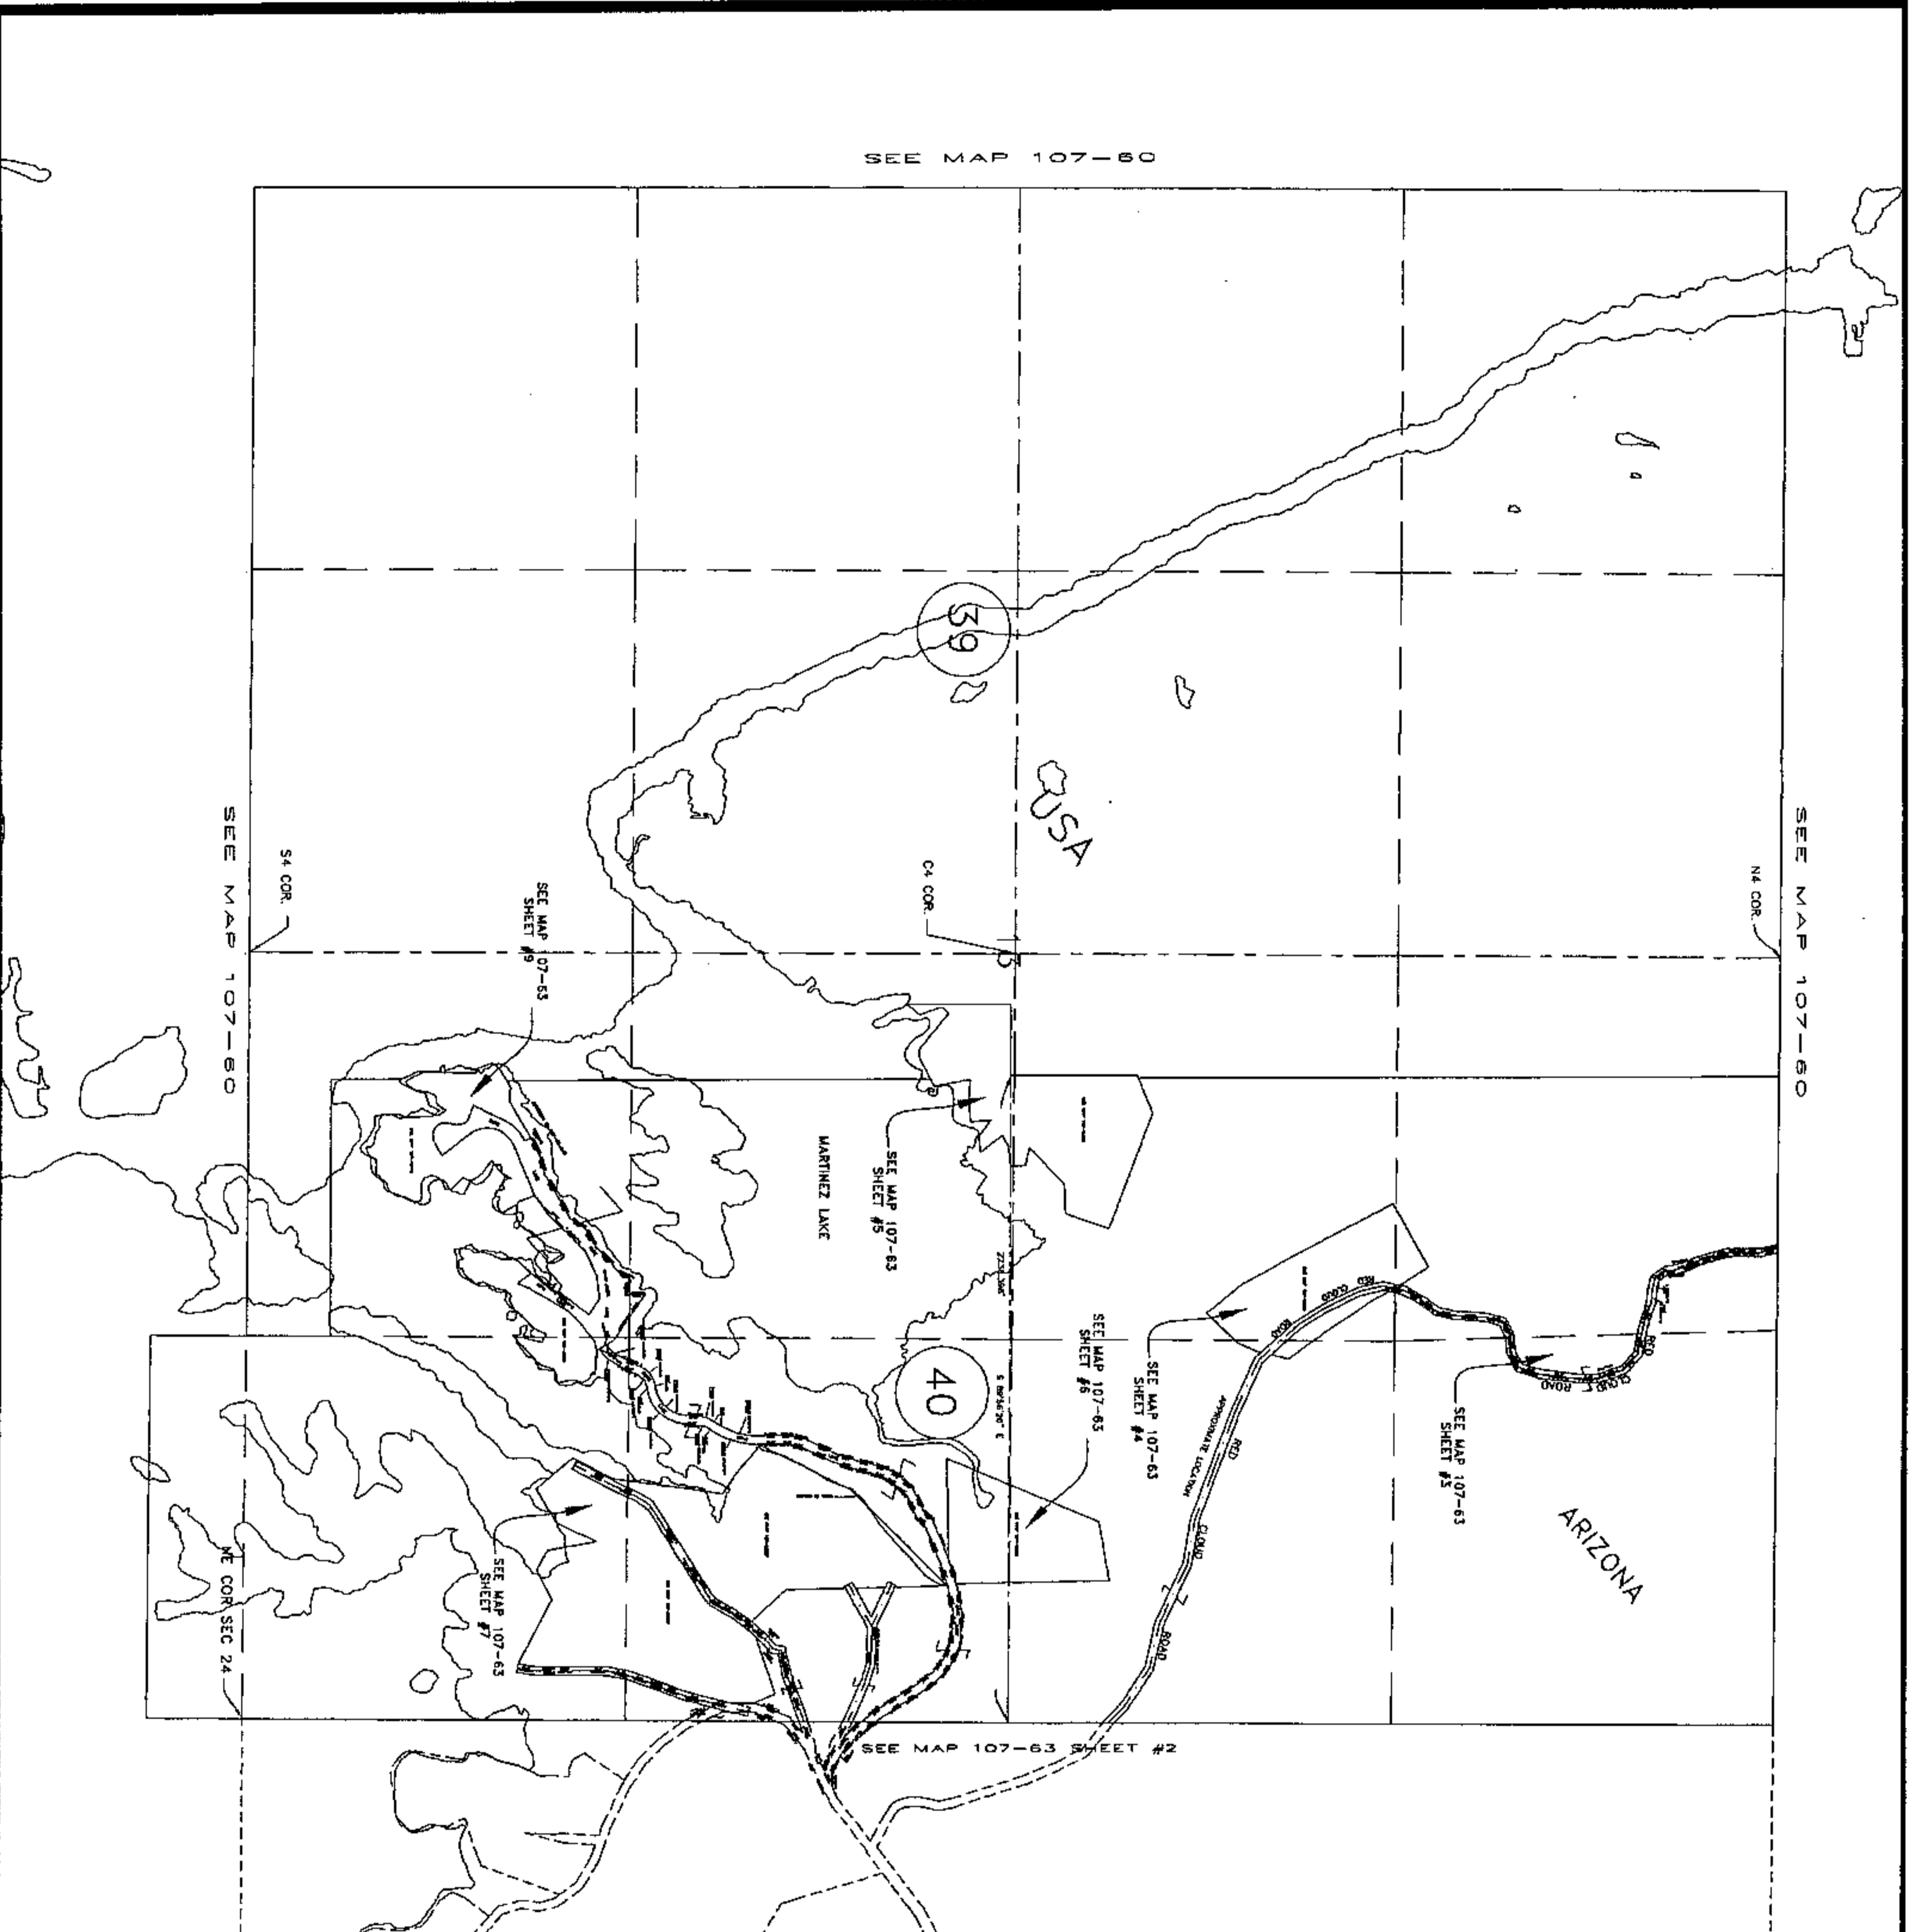 SEE MAP 107-60
SEE MAP 107-60
SEE MAP 107-60
N4 COR.
C4 COR.
S4 COR.
39
USA
SEE MAP 107-63
SHEET #9
MARTINEZ LAKE
SEE MAP 107-63
SHEET #5
SEE MAP 107-63
SHEET #6
SEE MAP 107-63
SHEET #4
SEE MAP 107-63
SHEET #3
40
S 89°56'20" E
RED
CLOUD
ROAD
RED
CLOUD
ROAD
APPROXIMATE LOCATION
RED
CLOUD
ROAD
ARIZONA
SEE MAP 107-63
SHEET #7
NE COR SEC 24
SEE MAP 107-63 SHEET #2